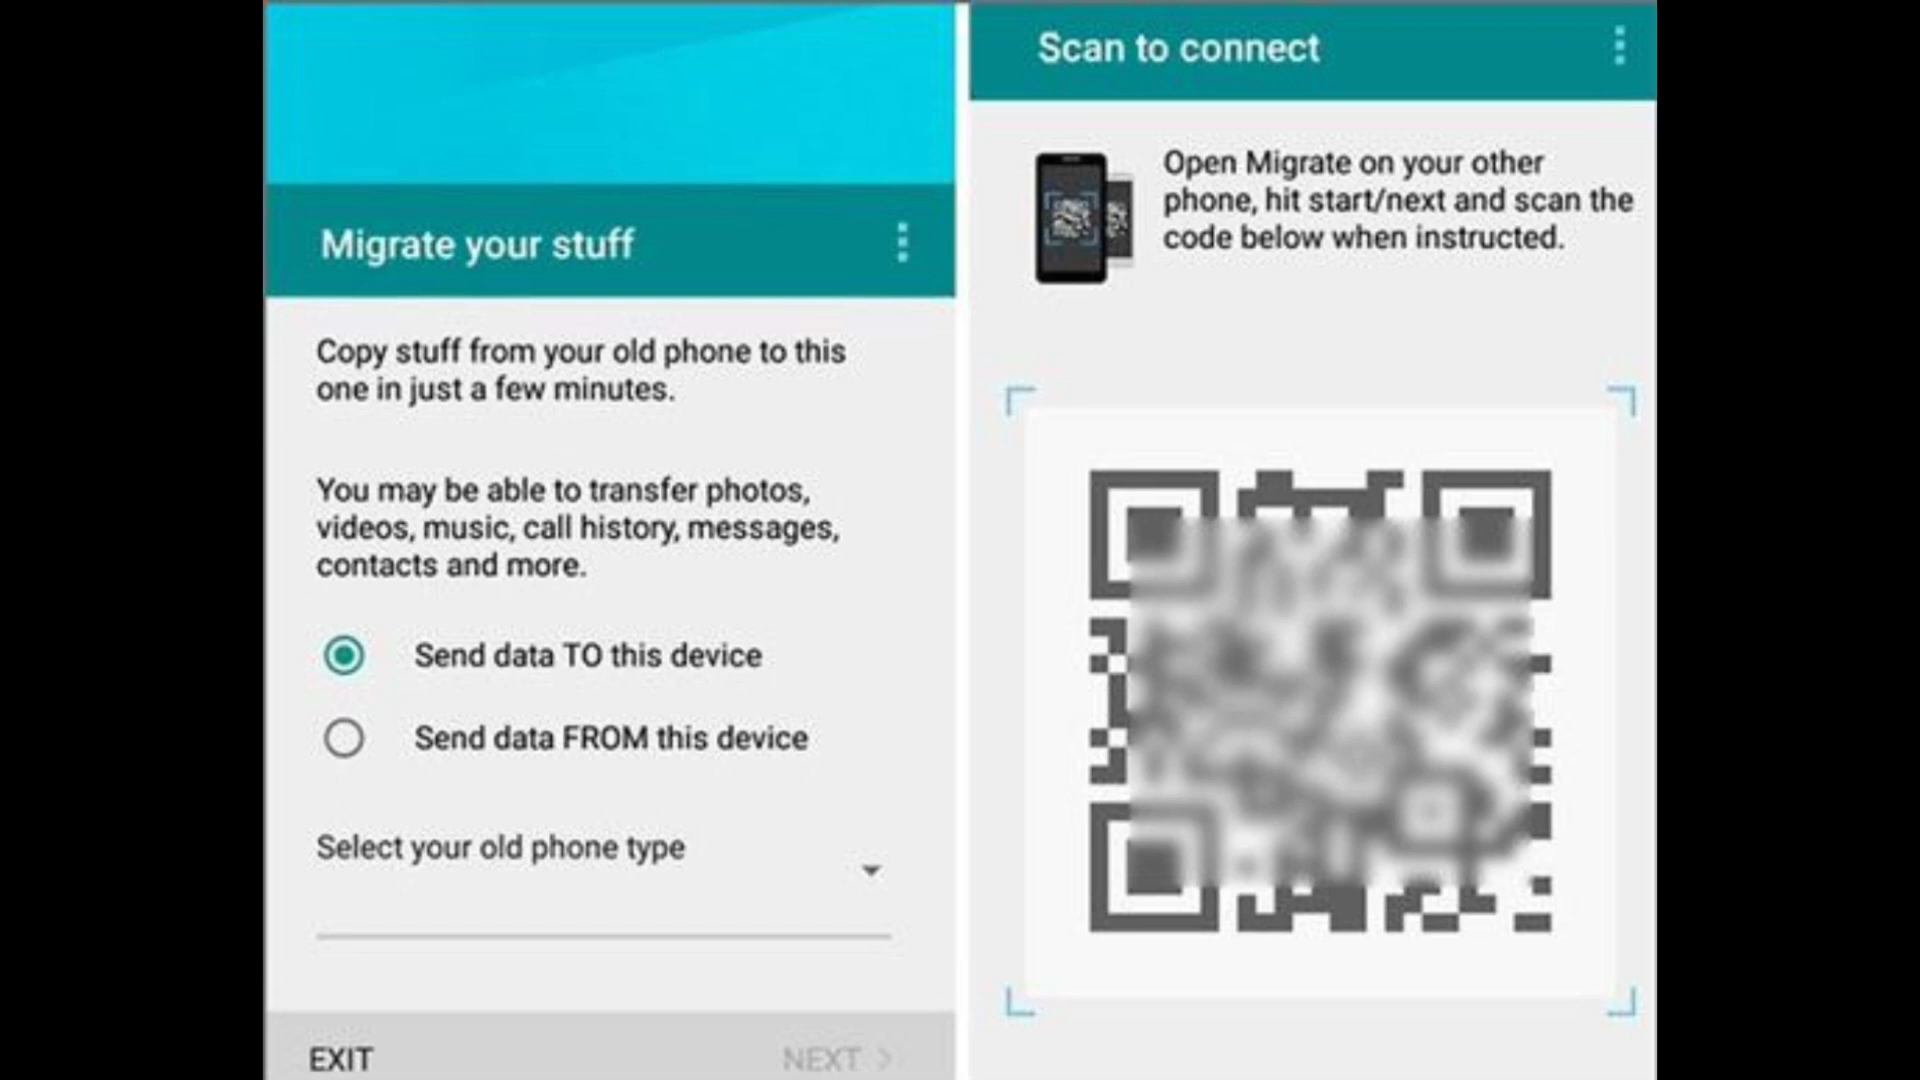 Migrate your stuff
Copy stuff from your old phone to this
one in just a few minutes.
You may be able to transfer photos,
videos, music, call history, messages,
contacts and more.
Send data TO this device
Send data FROM this device
Select your old phone type
EXIT
NEXT
Scan to connect
Open Migrate on your other
phone, hit start/next and scan the
code below when instructed.